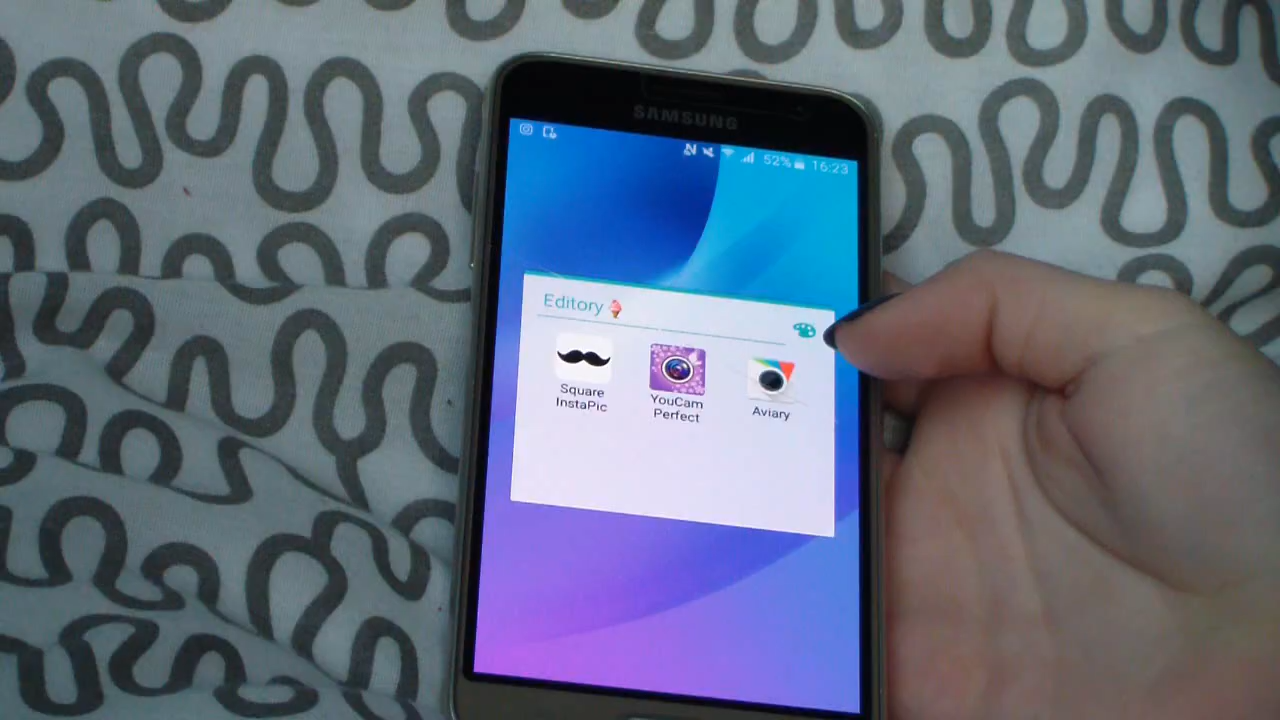 SAMSUNG
52% 16:23
Editory
Square
InstaPic
YouCam
Perfect
Aviary